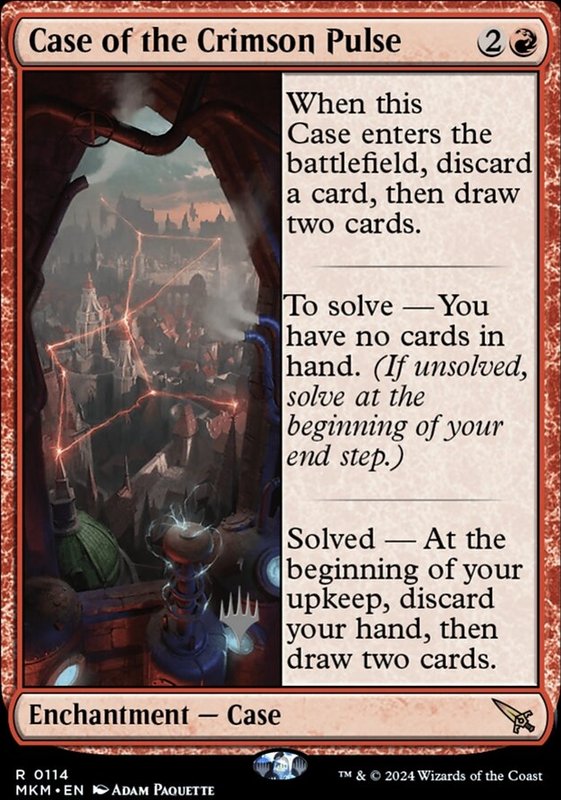 Case of the Crimson Pulse 2
When this
Case enters the
battlefield, discard
a card, then draw
two cards.
To solve — You
have no cards in
hand. (If unsolved,
solve at the
beginning of your
end step.)
Solved — At the
beginning of your
upkeep, discard
your hand, then
draw two cards.
Enchantment — Case
R 0114
MKM • EN Adam Paquette
™ & © 2024 Wizards of the Coast